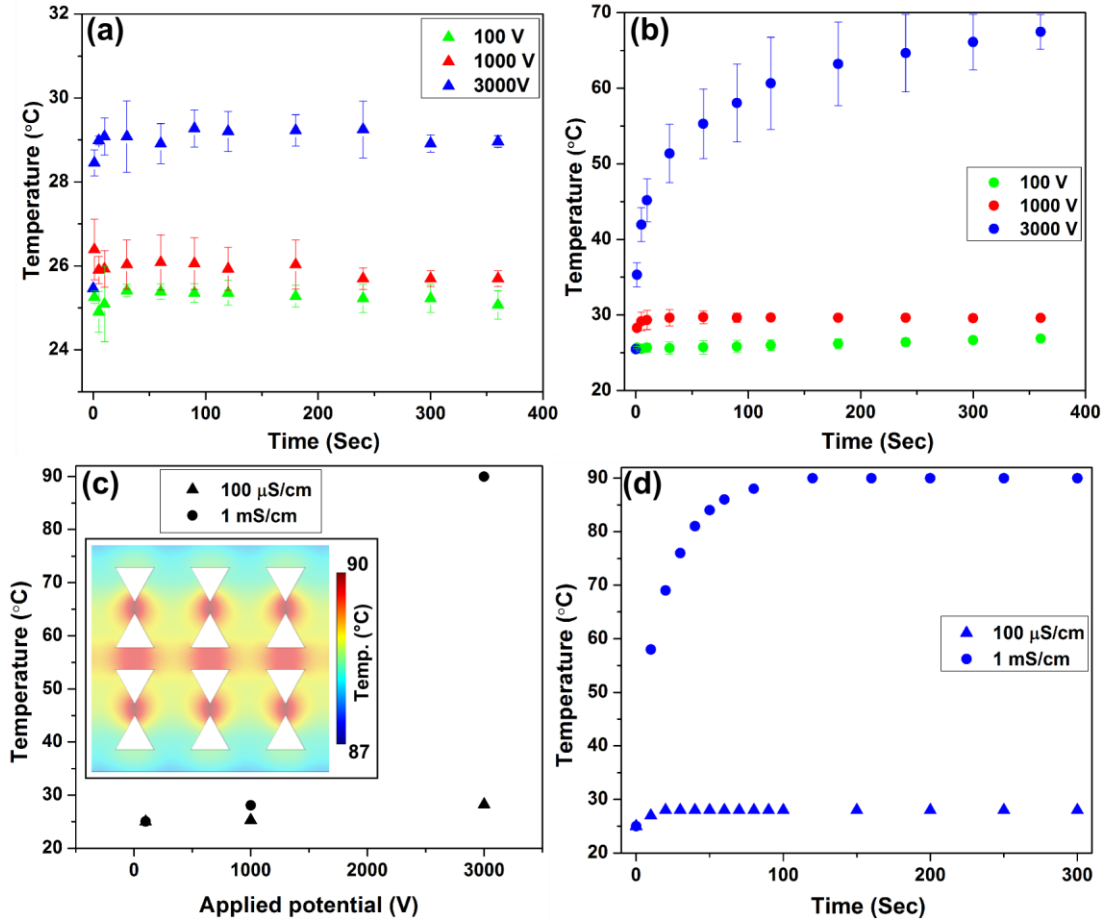 (a)
100 V
1000 V
3000V
Temperature (°C)
32
30
28
26
24
0
100
200
300
400
Time (Sec)
(b)
100 V
1000 V
3000 V
Temperature (°C)
70
60
50
40
30
20
0
100
200
300
400
Time (Sec)
(c)
100 μS/cm
1 mS/cm
90
Temp. (°C)
87
Temperature (°C)
90
80
70
60
50
40
30
20
0
1000
2000
3000
Applied potential (V)
(d)
100 μS/cm
1 mS/cm
Temperature (°C)
90
80
70
60
50
40
30
20
0
100
200
300
Time (Sec)